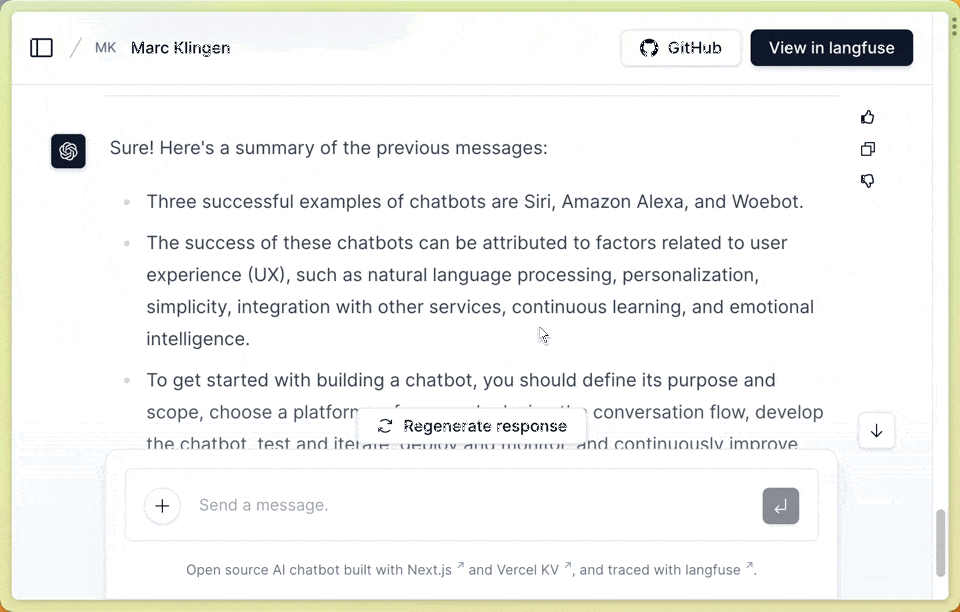 MK Marc Klingen GitHub View in langfuse
Sure! Here's a summary of the previous messages:
Three successful examples of chatbots are Siri, Amazon Alexa, and Woebot.
The success of these chatbots can be attributed to factors related to user
experience (UX), such as natural language processing, personalization,
simplicity, integration with other services, continuous learning, and emotional
intelligence.
To get started with building a chatbot, you should define its purpose and
scope, choose a platform conversation flow, develop
Regenerate response
the chatbot, test and iterate, deploy and monitor, and continuously improve
Send a message.
Open source AI chatbot built with Next.js ↗ and Vercel KV ↗, and traced with langfuse ↗.